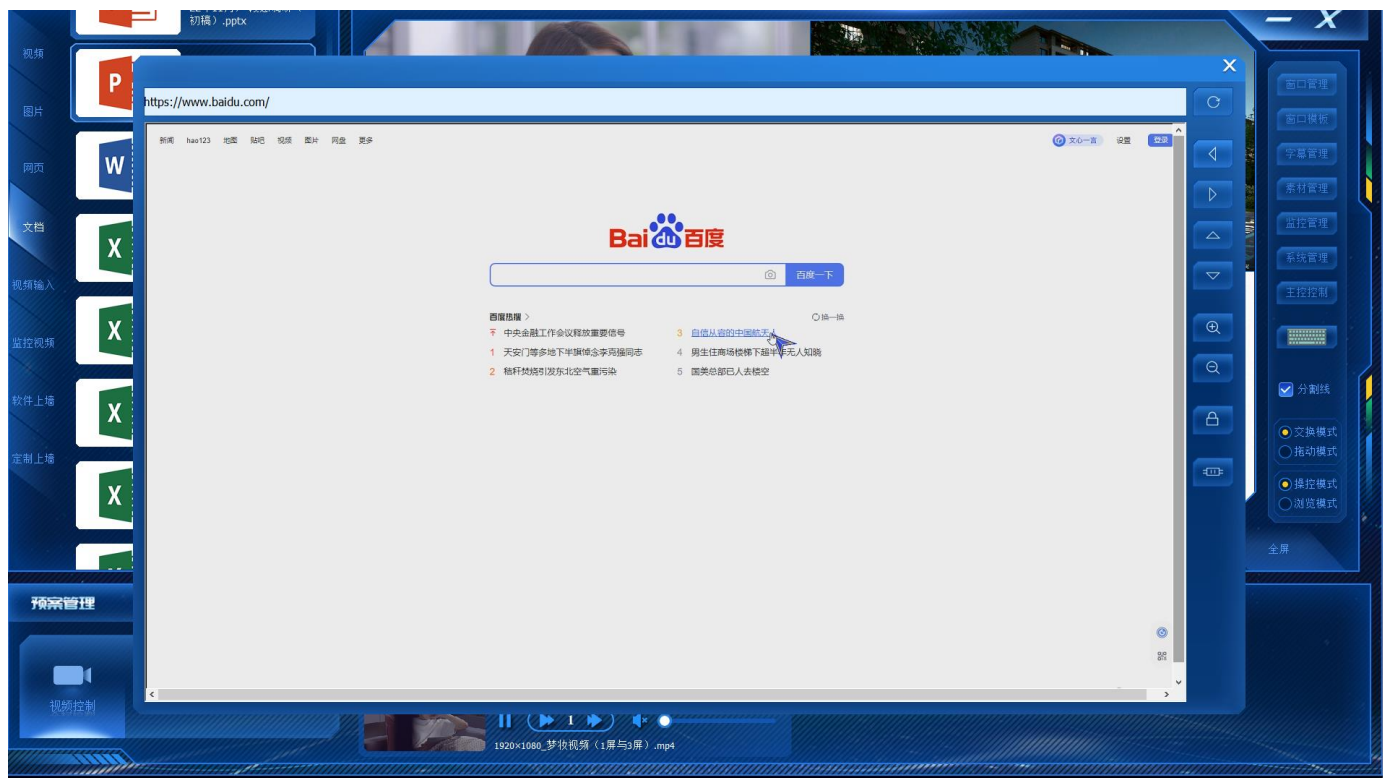 初稿）.pptx
视频
图片
网页
文档
视频输入
监控视频
软件上墙
定制上墙
P
W
X
X
X
X
X
https://www.baidu.com/
新闻 hao123 地图 贴吧 视频 图片 网盘 更多
文心一言 设置 登录
Bai du 百度
百度一下
百度热搜
换一换
中央金融工作会议释放重要信号
1 天安门等多地下半旗悼念李克强同志
2 秸秆焚烧引发东北空气重污染
3 自信从容的中国航天人
4 男生住商场楼梯下超半年无人知晓
5 国美总部已人去楼空
窗口管理
窗口模板
字幕管理
素材管理
监控管理
系统管理
主控控制
分割线
交换模式
拖动模式
操控模式
浏览模式
全屏
预案管理
视频控制
1
1920×1080_梦妆视频（1屏与3屏）.mp4